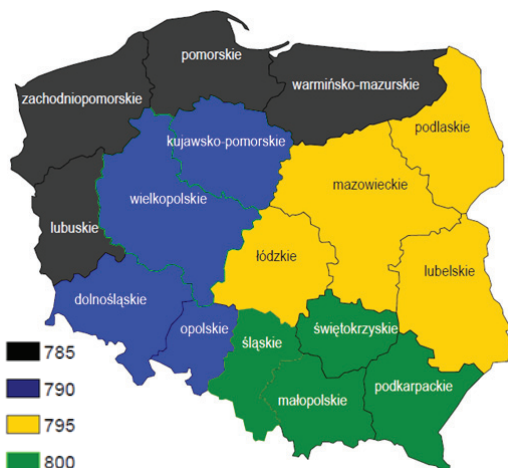 pomorskie
warmińsko-mazurskie
zachodniopomorskie
podlaskie
kujawsko-pomorskie
mazowieckie
wielkopolskie
lubuskie
łódzkie
lubelskie
dolnośląskie
opolskie
śląskie
świętokrzyskie
podkarpackie
małopolskie
785
790
795
800